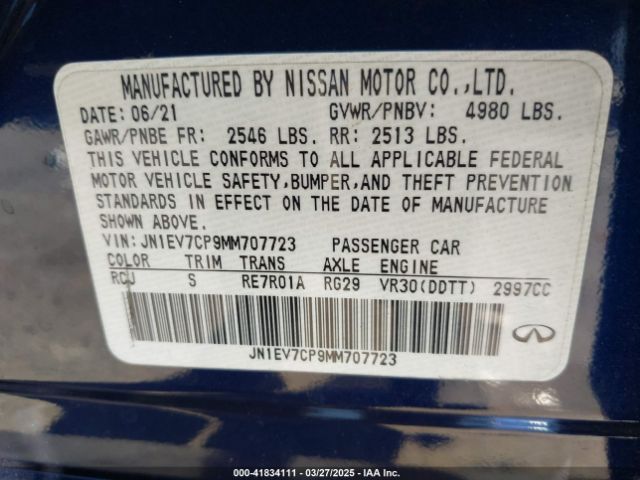 MANUFACTURED BY NISSAN MOTOR CO.,LTD.
DATE: 06/21 GVWR/PNBV: 4980 LBS.
GAWR/PNBE FR: 2546 LBS. RR: 2513 LBS.
THIS VEHICLE CONFORMS TO ALL APPLICABLE FEDERAL
MOTOR VEHICLE SAFETY,BUMPER,AND THEFT PREVENTION
STANDARDS IN EFFECT ON THE DATE OF MANUFACTURE
SHOWN ABOVE.
VIN: JN1EV7CP9MM707723 PASSENGER CAR
COLOR TRIM TRANS AXLE ENGINE
RCJ S RE7R01A RG29 VR30(DDTT) 2997CC
JN1EV7CP9MM707723
000-41834111 - 03/27/2025 - IAA Inc.